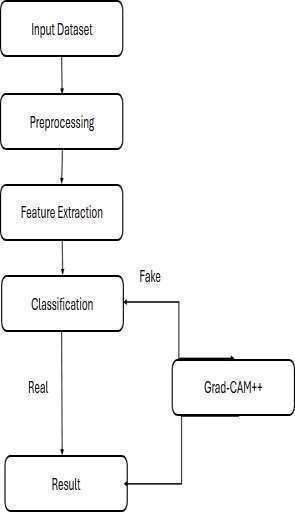 Input Dataset
Preprocessing
Feature Extraction
Fake
Classification
Real
Grad-CAM++
Result